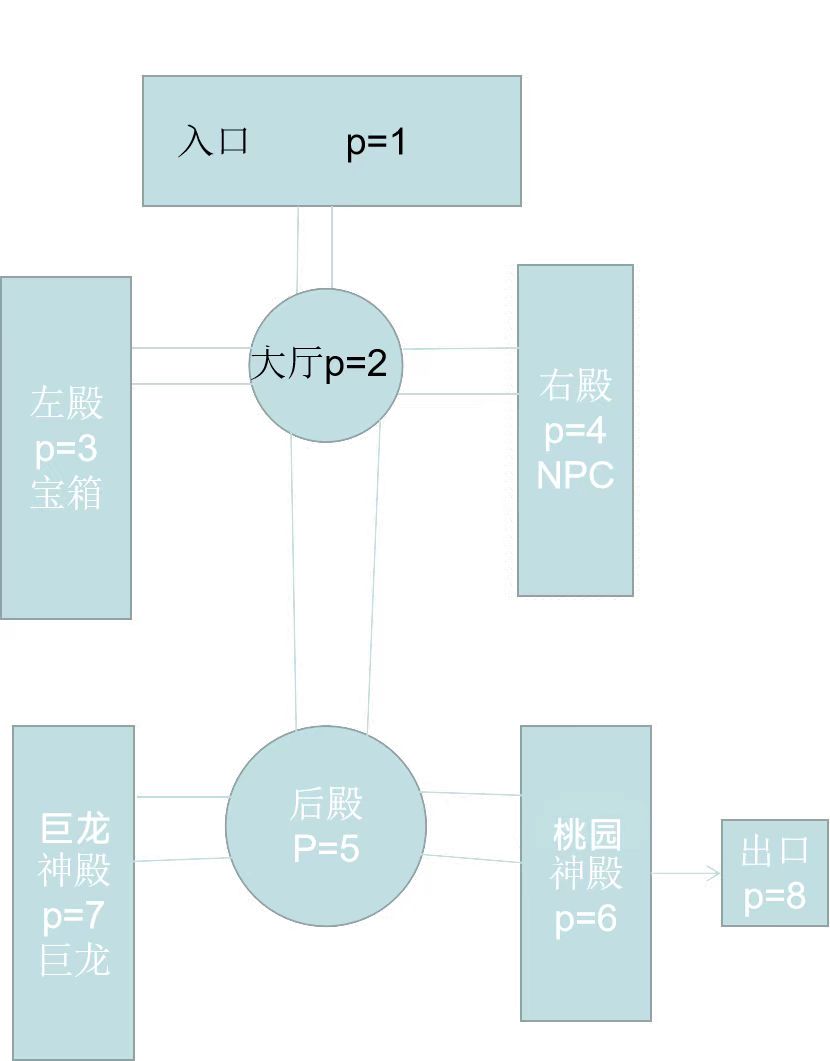 入口 p=1
大厅p=2
左殿
p=3
宝箱
右殿
p=4
NPC
后殿
P=5
巨龙
神殿
p=7
巨龙
桃园
神殿
p=6
出口
p=8